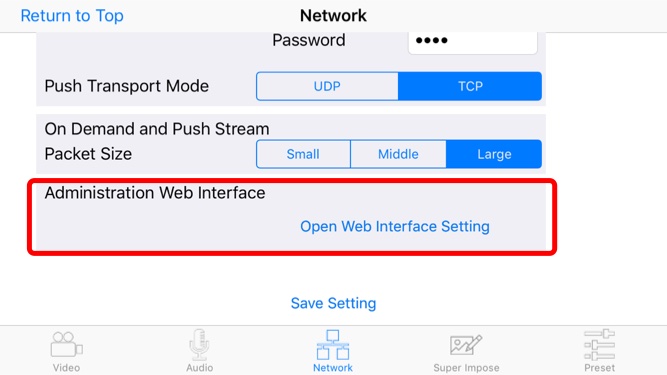 Return to Top Network
Password ••••
Push Transport Mode UDP TCP
On Demand and Push Stream
Packet Size Small Middle Large
Administration Web Interface
Open Web Interface Setting
Save Setting
Video Audio Network Super Impose Preset